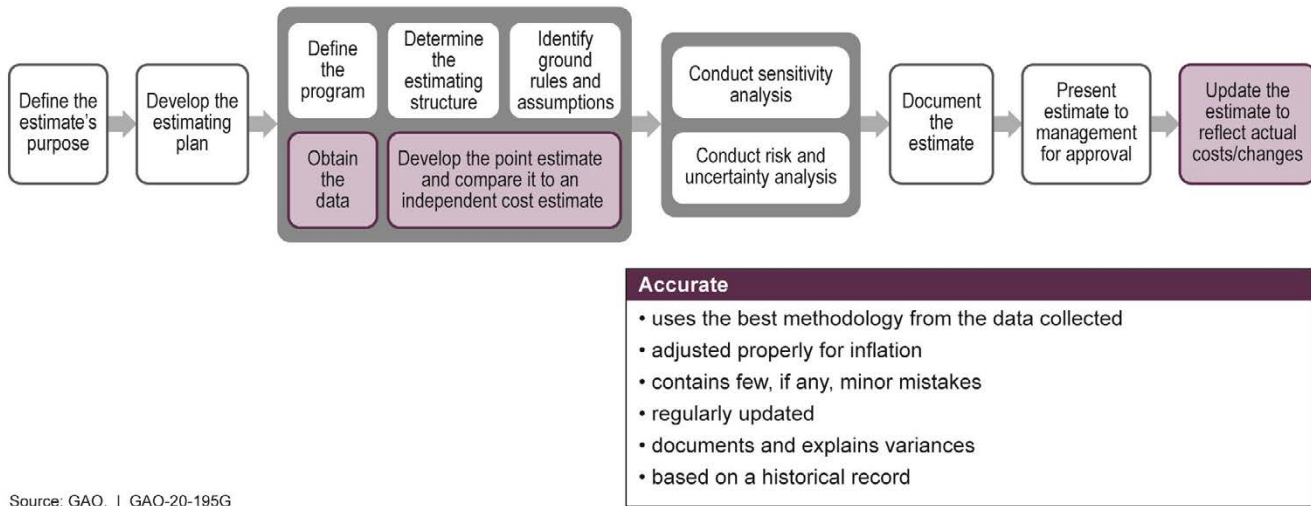 Define the
estimate's
purpose
Develop the
estimating
plan
Define
the
program
Determine
the
estimating
structure
Identify
ground
rules and
assumptions
Obtain
the
data
Develop the point estimate
and compare it to an
independent cost estimate
Conduct sensitivity
analysis
Conduct risk and
uncertainty analysis
Document
the
estimate
Present
estimate to
management
for approval
Update the
estimate to
reflect actual
costs/changes
Accurate
• uses the best methodology from the data collected
• adjusted properly for inflation
• contains few, if any, minor mistakes
• regularly updated
• documents and explains variances
• based on a historical record
Source: GAO. | GAO-20-195G